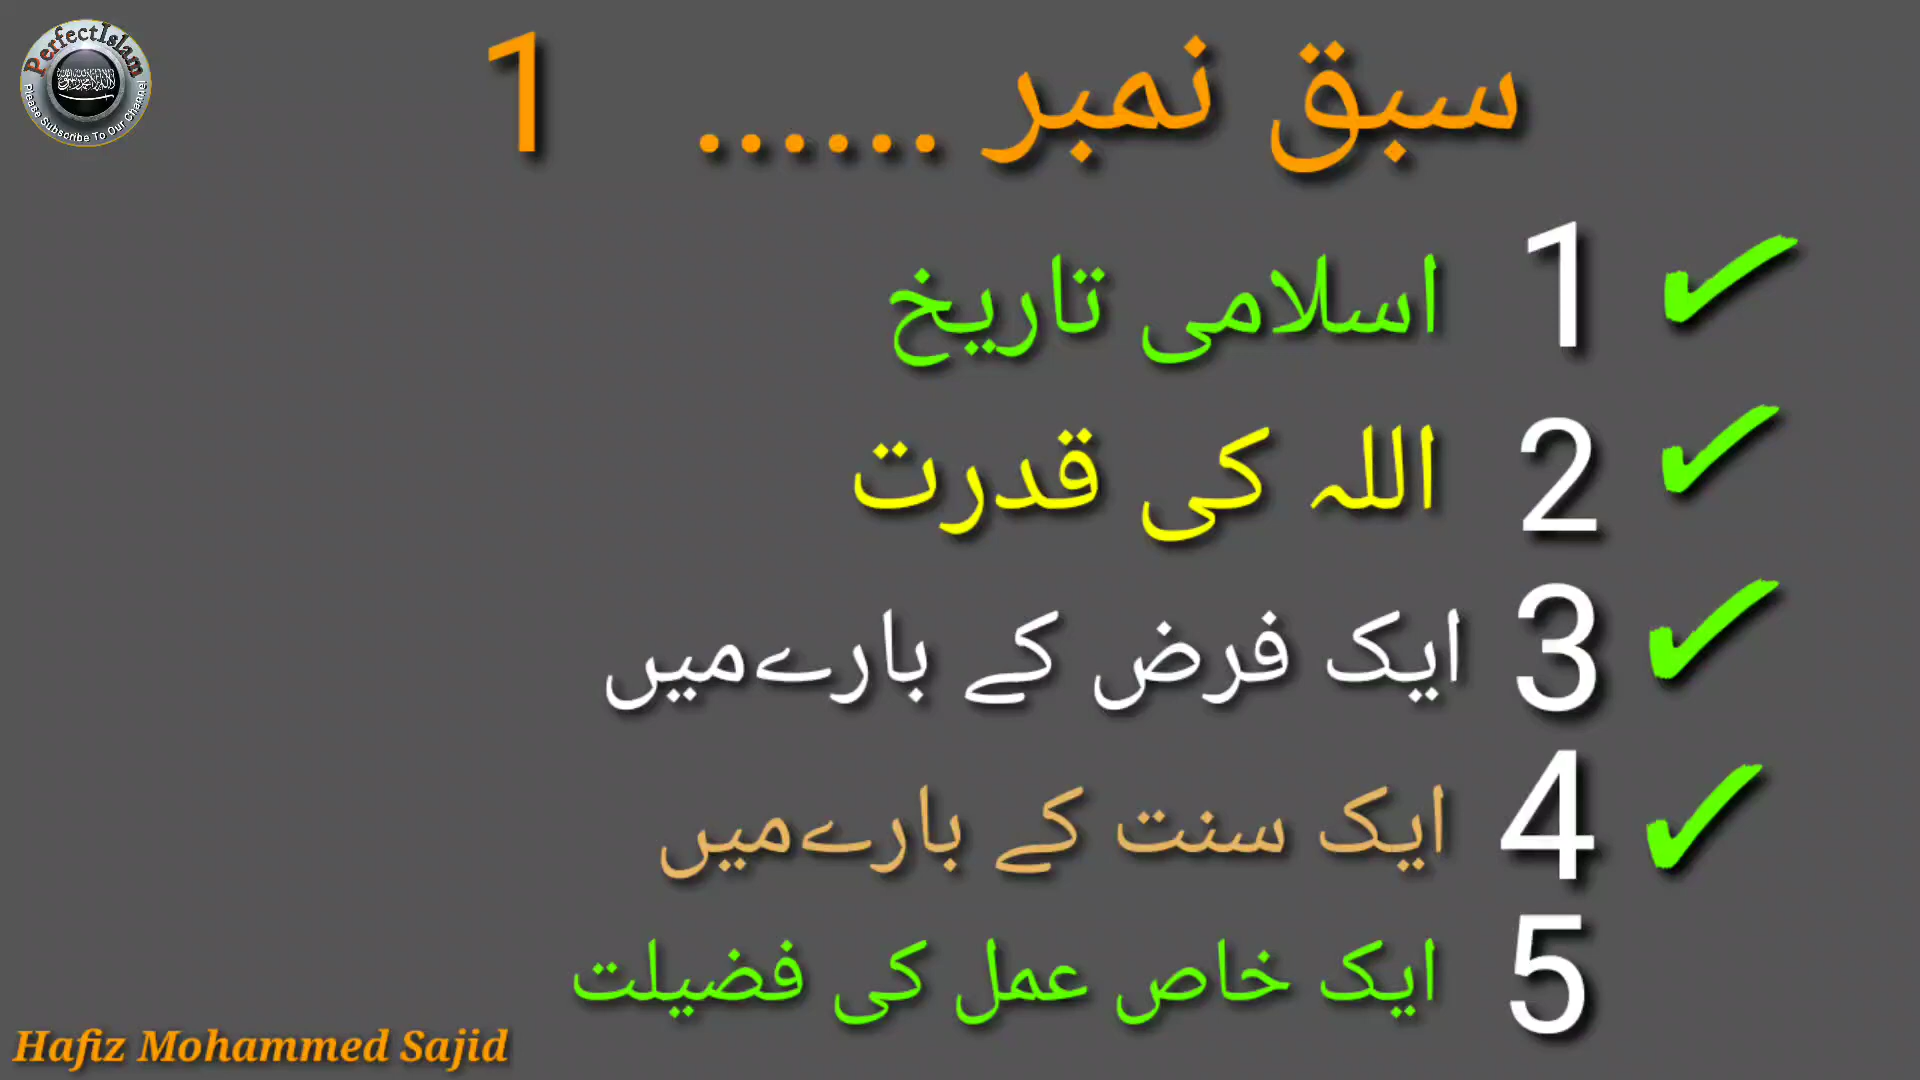 PerfectIslam
Please Subscribe To Our Channel
سبق نمبر ...... 1
1 اسلامی تاریخ ✔
2 اللہ کی قدرت ✔
3 ایک فرض کے بارےمیں ✔
4 ایک سنت کے بارےمیں ✔
5 ایک خاص عمل کی فضیلت
Hafiz Mohammed Sajid